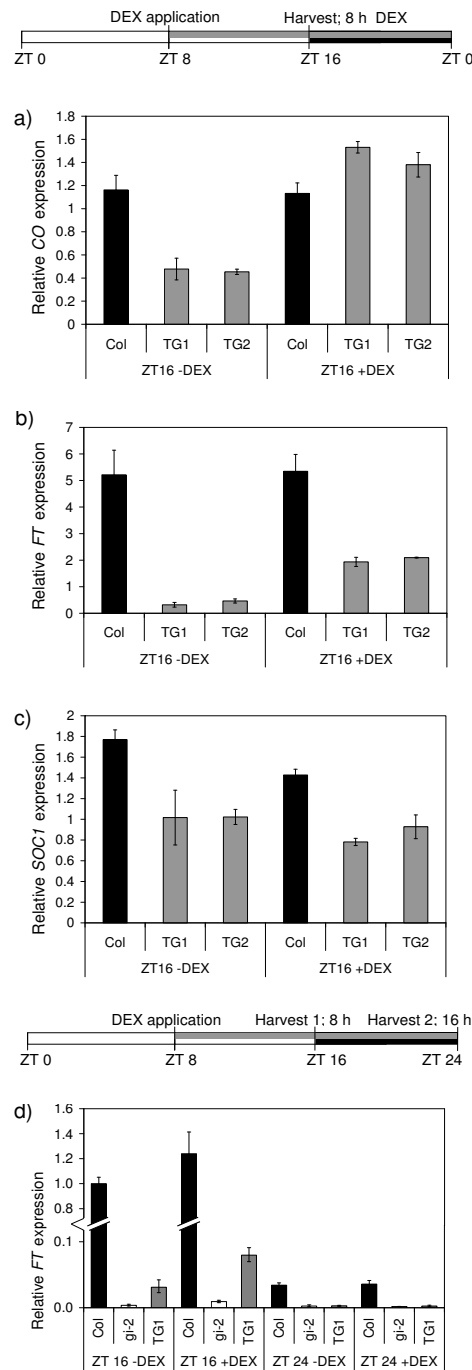 DEX application Harvest; 8 h DEX
ZT 0 ZT 8 ZT 16 ZT 0
a)
Relative CO expression
1.8
1.6
1.4
1.2
1
0.8
0.6
0.4
0.2
0
Col TG1 TG2 Col TG1 TG2
ZT16 -DEX ZT16 +DEX
b)
Relative FT expression
7
6
5
4
3
2
1
0
Col TG1 TG2 Col TG1 TG2
ZT16 -DEX ZT16 +DEX
c)
Relative SOC1 expression
2
1.8
1.6
1.4
1.2
1
0.8
0.6
0.4
0.2
0
Col TG1 TG2 Col TG1 TG2
ZT16 -DEX ZT16 +DEX
DEX application Harvest 1; 8 h Harvest 2; 16 h
ZT 0 ZT 8 ZT 16 ZT 24
d)
Relative FT expression
1.6
1.4
1.2
1.0
0.8
0.1
0.0
Col gi-2 TG1 Col gi-2 TG1 Col gi-2 TG1 Col gi-2 TG1
ZT 16 -DEX ZT 16 +DEX ZT 24 -DEX ZT 24 +DEX